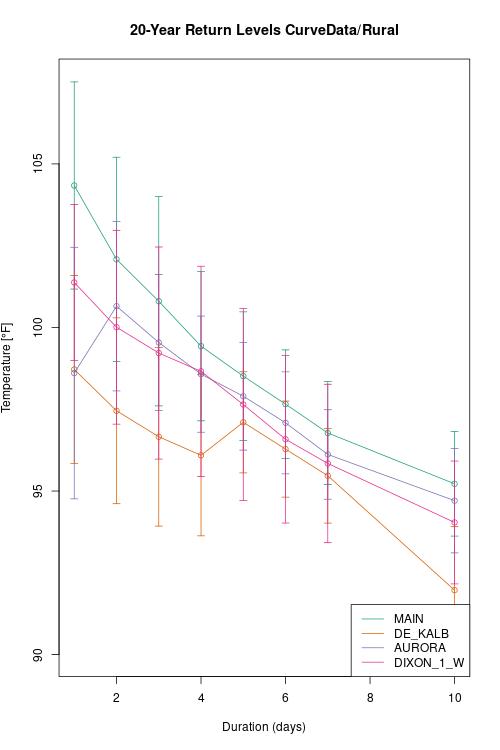 20-Year Return Levels CurveData/Rural
Temperature [°F]
105
100
95
90
2
4
6
8
10
Duration (days)
MAIN
DE_KALB
AURORA
DIXON_1_W